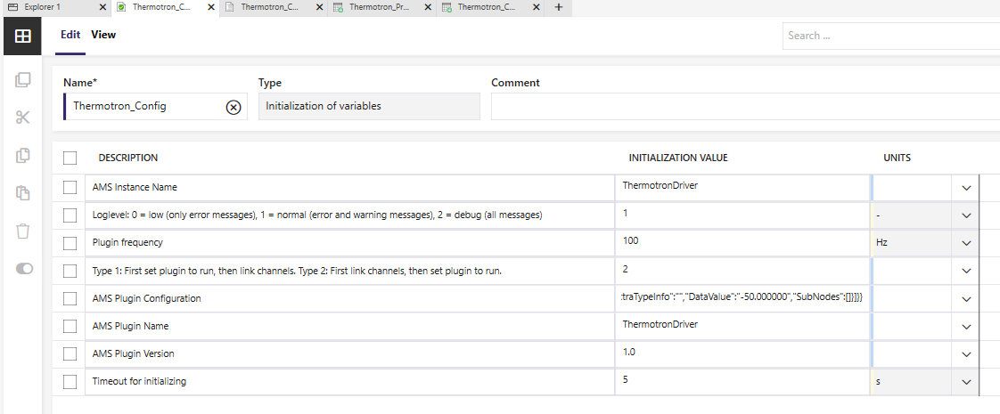 Explorer 1 Thermotron_C... Thermotron_C... Thermotron_Pr... Thermotron_C...
Edit View Search ...
Name* Type Comment
Thermotron_Config Initialization of variables
DESCRIPTION INITIALIZATION VALUE UNITS
AMS Instance Name ThermotronDriver
Loglevel: 0 = low (only error messages), 1 = normal (error and warning messages), 2 = debug (all messages) 1 -
Plugin frequency 100 Hz
Type 1: First set plugin to run, then link channels. Type 2: First link channels, then set plugin to run. 2
AMS Plugin Configuration traTypeInfo":"","DataValue":"-50.000000","SubNodes":[]}]}}
AMS Plugin Name ThermotronDriver
AMS Plugin Version 1.0
Timeout for initializing 5 s